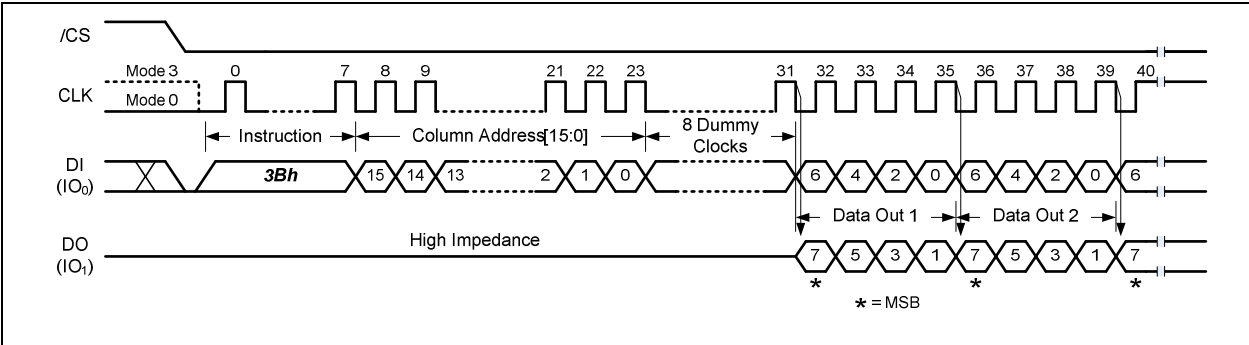 /CS
Mode 3 0 7 8 9 21 22 23 31 32 33 34 35 36 37 38 39 40
CLK
Mode 0
Instruction Column Address[15:0] 8 Dummy
Clocks
DI
(IO0) 3Bh 15 14 13 2 1 0 6 4 2 0 6 4 2 0 6
Data Out 1 Data Out 2
High Impedance
DO
(IO1) 7 5 3 1 7 5 3 1 7
* * *
* = MSB